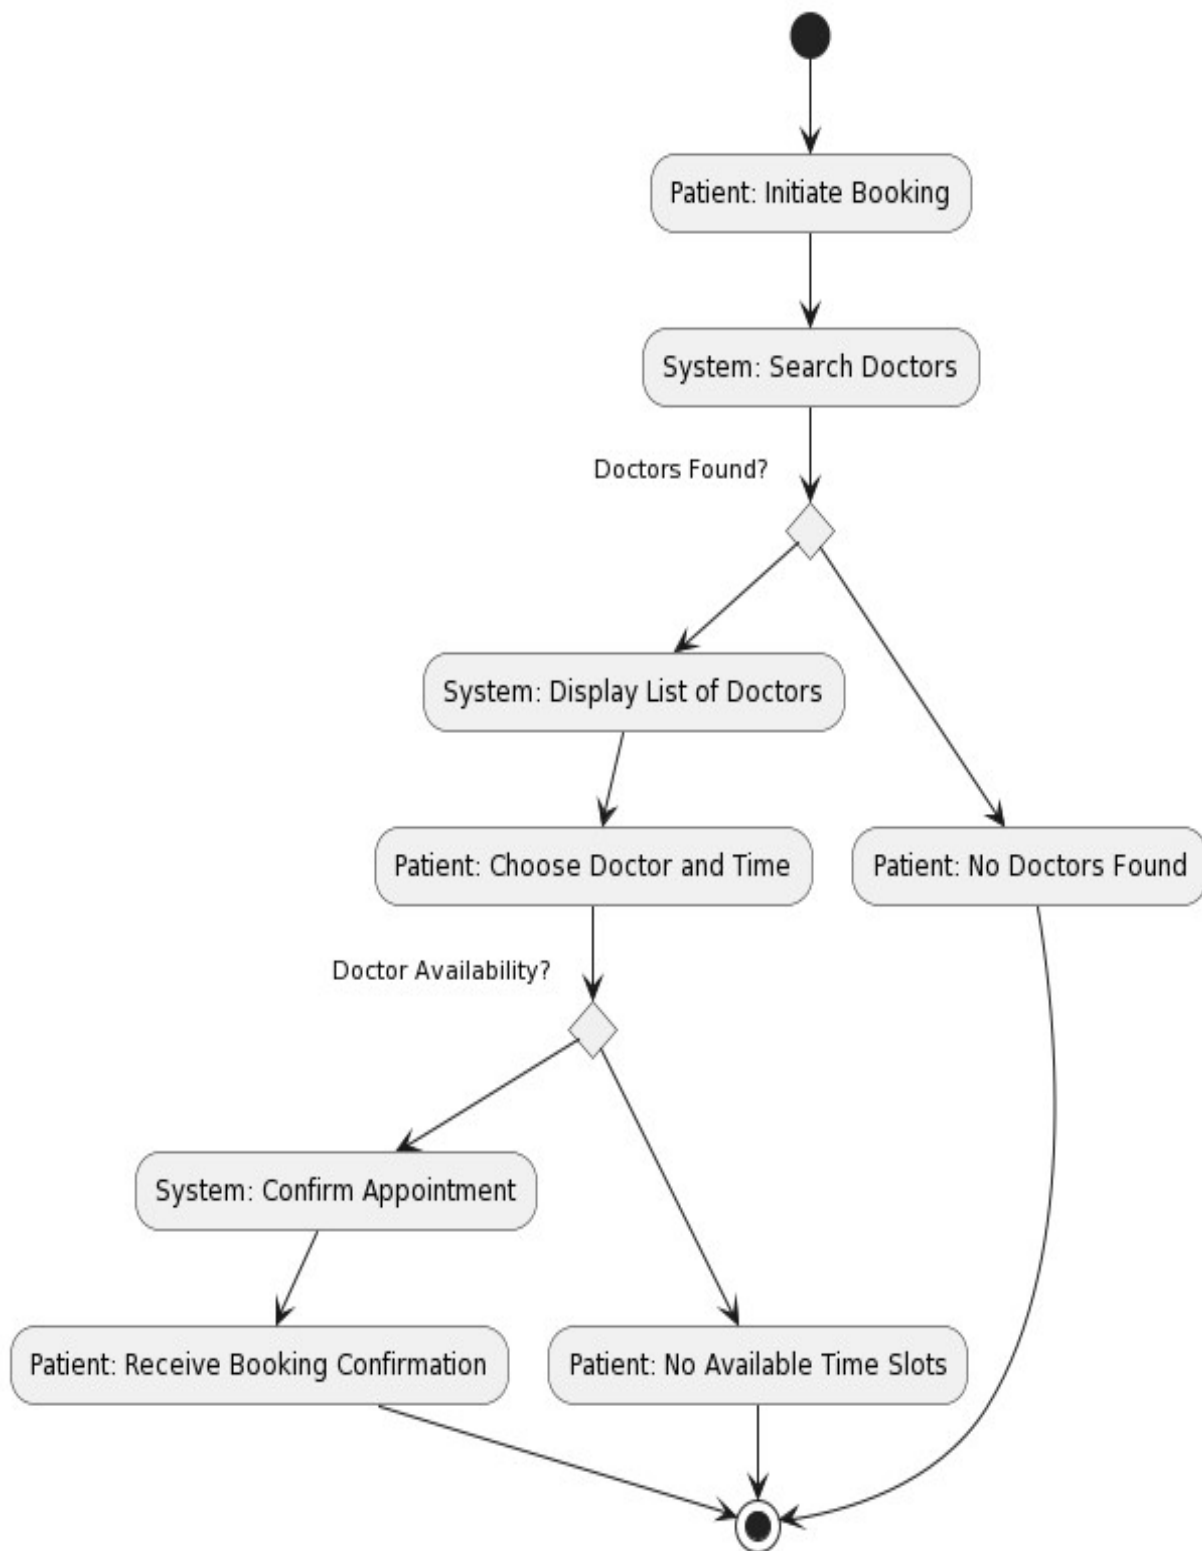 Patient: Initiate Booking
System: Search Doctors
Doctors Found?
System: Display List of Doctors
Patient: Choose Doctor and Time
Patient: No Doctors Found
Doctor Availability?
System: Confirm Appointment
Patient: Receive Booking Confirmation
Patient: No Available Time Slots